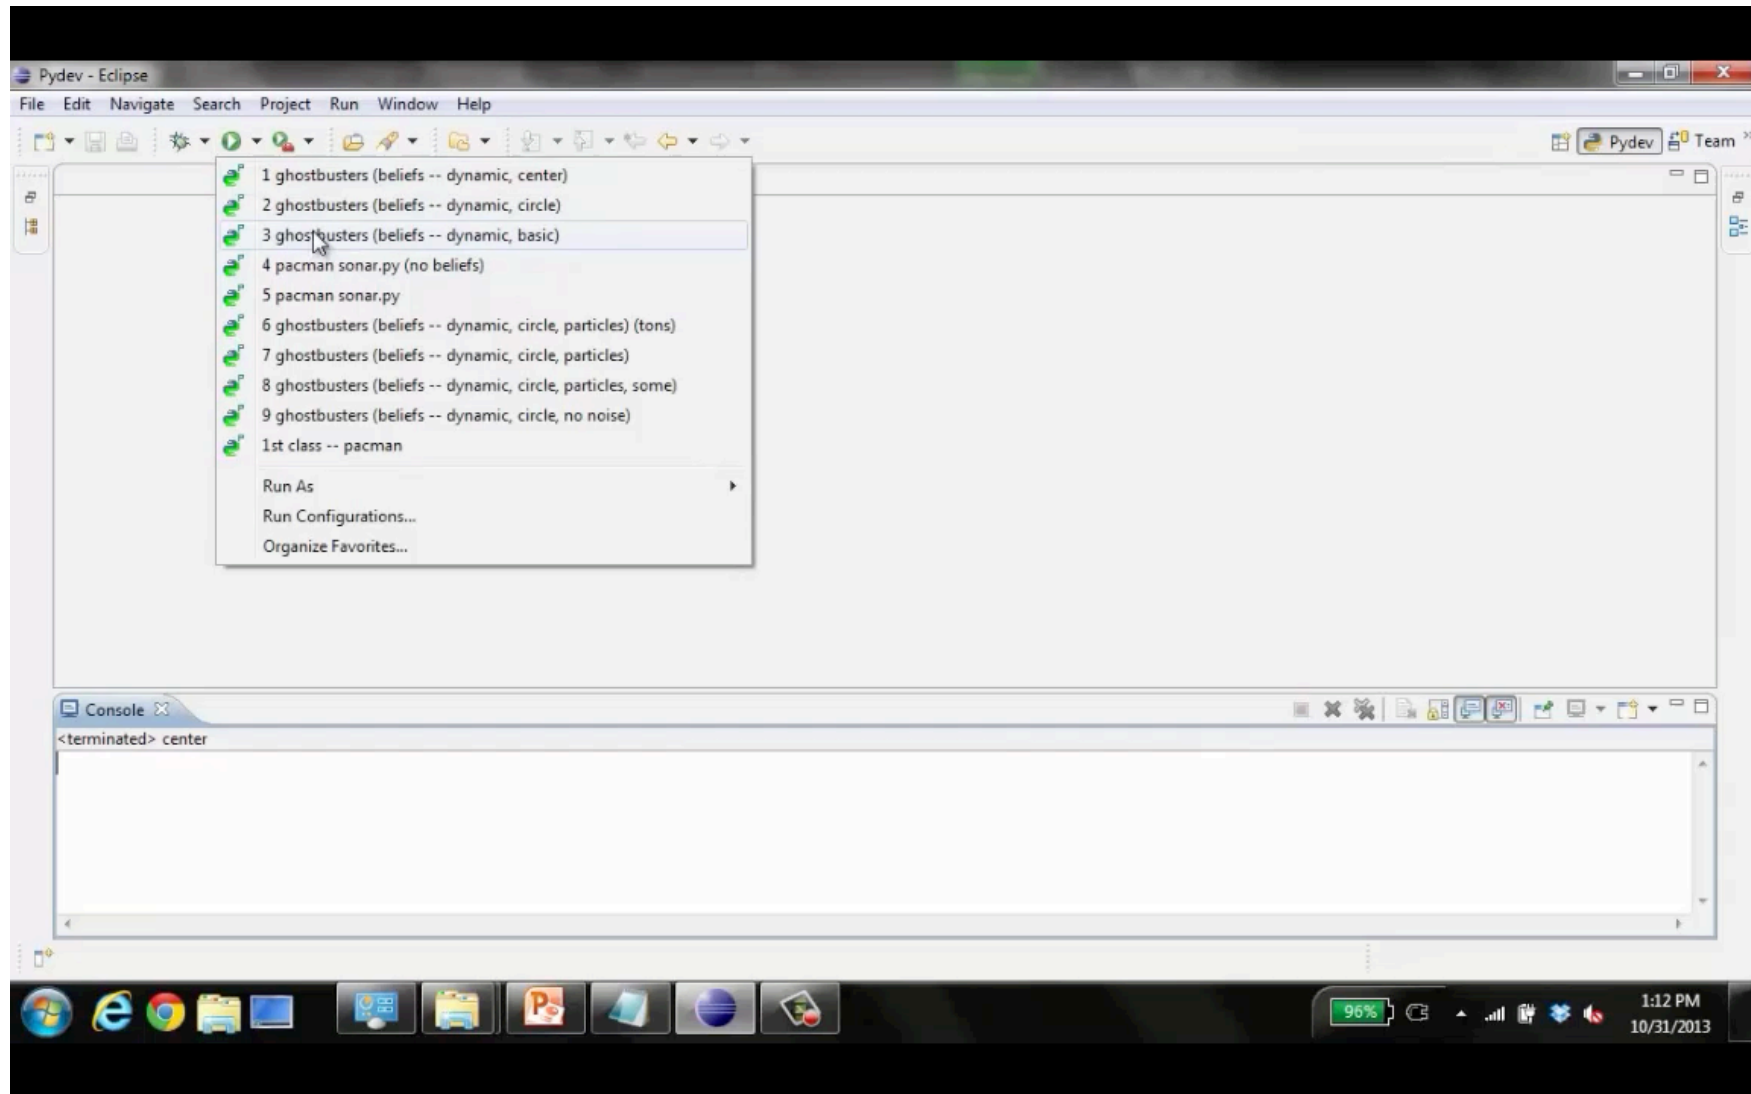 Pydev - Eclipse
File Edit Navigate Search Project Run Window Help
Pydev Team
1 ghostbusters (beliefs -- dynamic, center)
2 ghostbusters (beliefs -- dynamic, circle)
3 ghostbusters (beliefs -- dynamic, basic)
4 pacman sonar.py (no beliefs)
5 pacman sonar.py
6 ghostbusters (beliefs -- dynamic, circle, particles) (tons)
7 ghostbusters (beliefs -- dynamic, circle, particles)
8 ghostbusters (beliefs -- dynamic, circle, particles, some)
9 ghostbusters (beliefs -- dynamic, circle, no noise)
1st class -- pacman
Run As
Run Configurations...
Organize Favorites...
Console
<terminated> center
96%
1:12 PM
10/31/2013